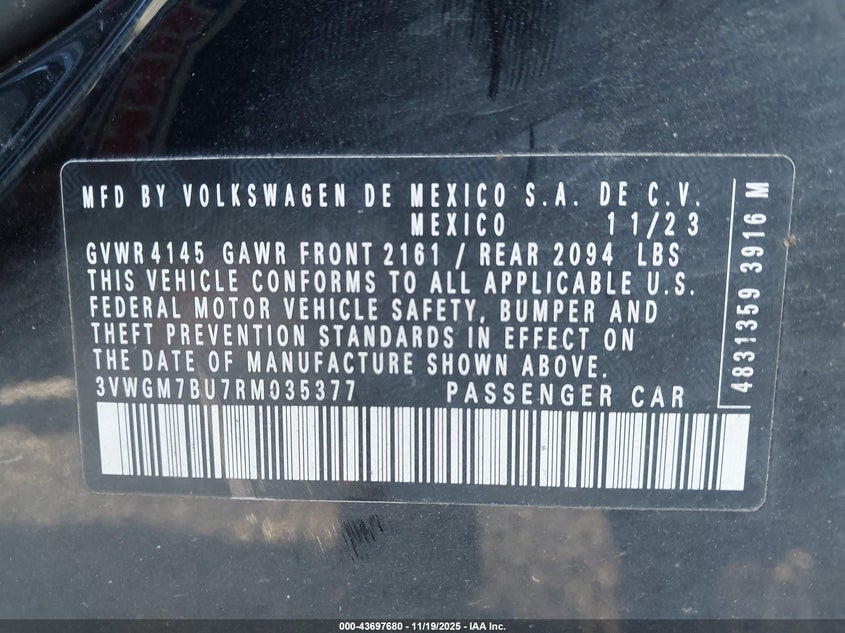 MFD BY VOLKSWAGEN DE MEXICO S.A. DE C.V.
MEXICO 11/23
GVWR 4145 GAWR FRONT 2161 / REAR 2094 LBS
THIS VEHICLE CONFORMS TO ALL APPLICABLE U.S.
FEDERAL MOTOR VEHICLE SAFETY, BUMPER AND
THEFT PREVENTION STANDARDS IN EFFECT ON
THE DATE OF MANUFACTURE SHOWN ABOVE.
3VWGM7BU7RM035377 PASSENGER CAR
4831359 3916 M
000-43697680 - 11/19/2025 - IAA Inc.